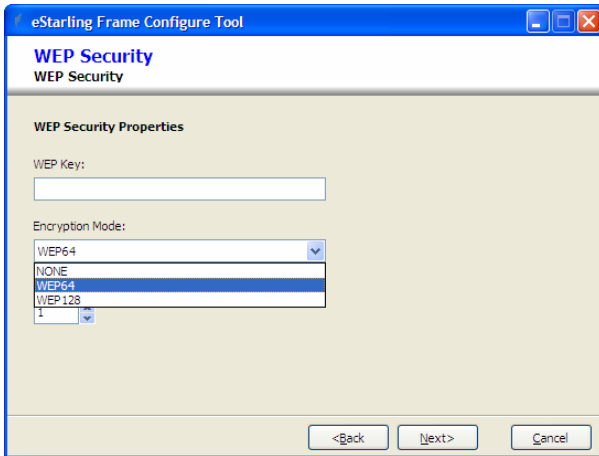 eStarling Frame Configure Tool
WEP Security
WEP Security
WEP Security Properties
WEP Key:
Encryption Mode:
WEP64
NONE
WEP64
WEP128
1
<Back Next> Cancel